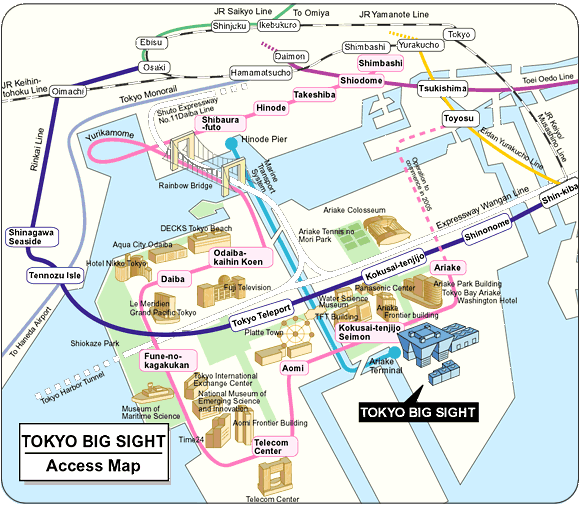 JR Saikyo Line
To Omiya
JR Yamanote Line
Shinjuku
Ikebukuro
Tokyo
Ebisu
Shimbashi
Yurakucho
Daimon
Osaki
Shimbashi
Hamamatsucho
Shiodome
JR Keihin-
tohoku Line
Oimachi
Toei Oedo Line
Tokyo Monorail
Takeshiba
Tsukishima
Shuto Expressway
No.11Daiba Line
Hinode
Toyosu
JR Keijo/
Musashino Line
Shibaura
-futo
Yurikamome
Hinode Pier
Eidan Yurakucho Line
Rinkai Line
Rainbow Bridge
Marine
Transport
System
Operation to
commence in 2005
Expressway Wangan Line
Shin-kiba
Ariake Colosseum
DECKS Tokyo Beach
Ariake Tennis no
Mori Park
Shinonome
Shinagawa
Seaside
Aqua City Odaiba
Odaiba-
kaihin Koen
Kokusai-tenjijo
Hotel Nikko Tokyo
Tennozu Isle
Daiba
Fuji Television
Ariake
Panasonic Center
Ariake Park Building
Tokyo Bay Ariake
Washington Hotel
Le Meridien
Grand Pacific Tokyo
Water Science
Museum
TFT Building
Ariaka
Frontier building
Tokyo Teleport
To Haneda Airport
Platte Town
Kokusai-tenjijo
Seimon
Shiokaze Park
Fune-no-
kagakukan
Aomi
Ariake
Terminal
Tokyo Harbor Tunnel
Tokyo International
Exchange Center
National Museum of
Emerging Science
and Innovation
Museum of
Maritime Science
Aomi Frontier Building
TOKYO BIG SIGHT
Time24
Telecom
Center
TOKYO BIG SIGHT
Access Map
Telecom Center